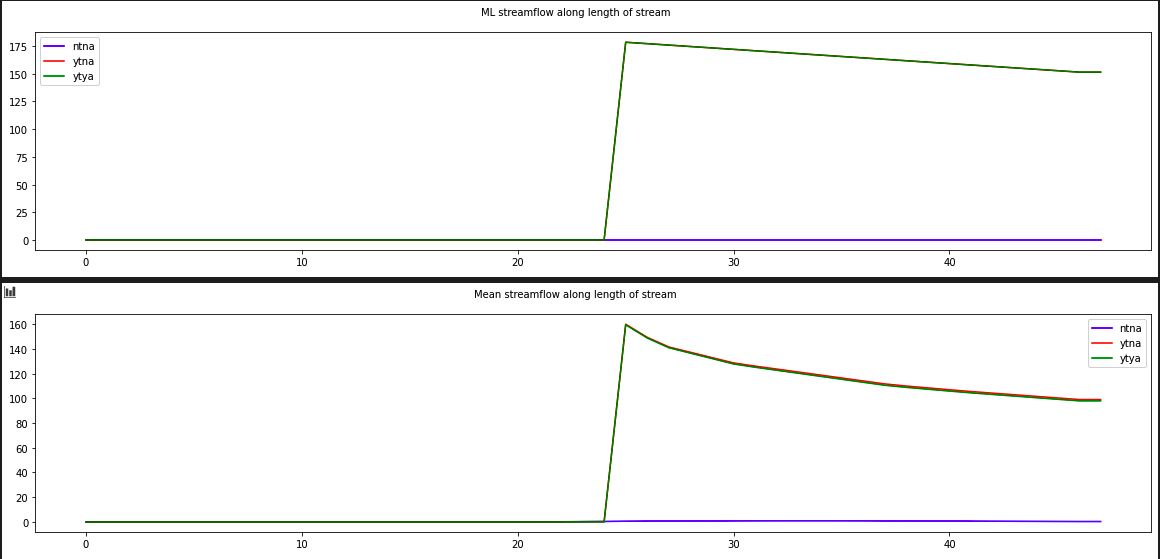 ML streamflow along length of stream
175
150
125
100
75
50
25
0
ntna
ytna
ytya
0 10 20 30 40
Mean streamflow along length of stream
160
140
120
100
80
60
40
20
0
ntna
ytna
ytya
0 10 20 30 40